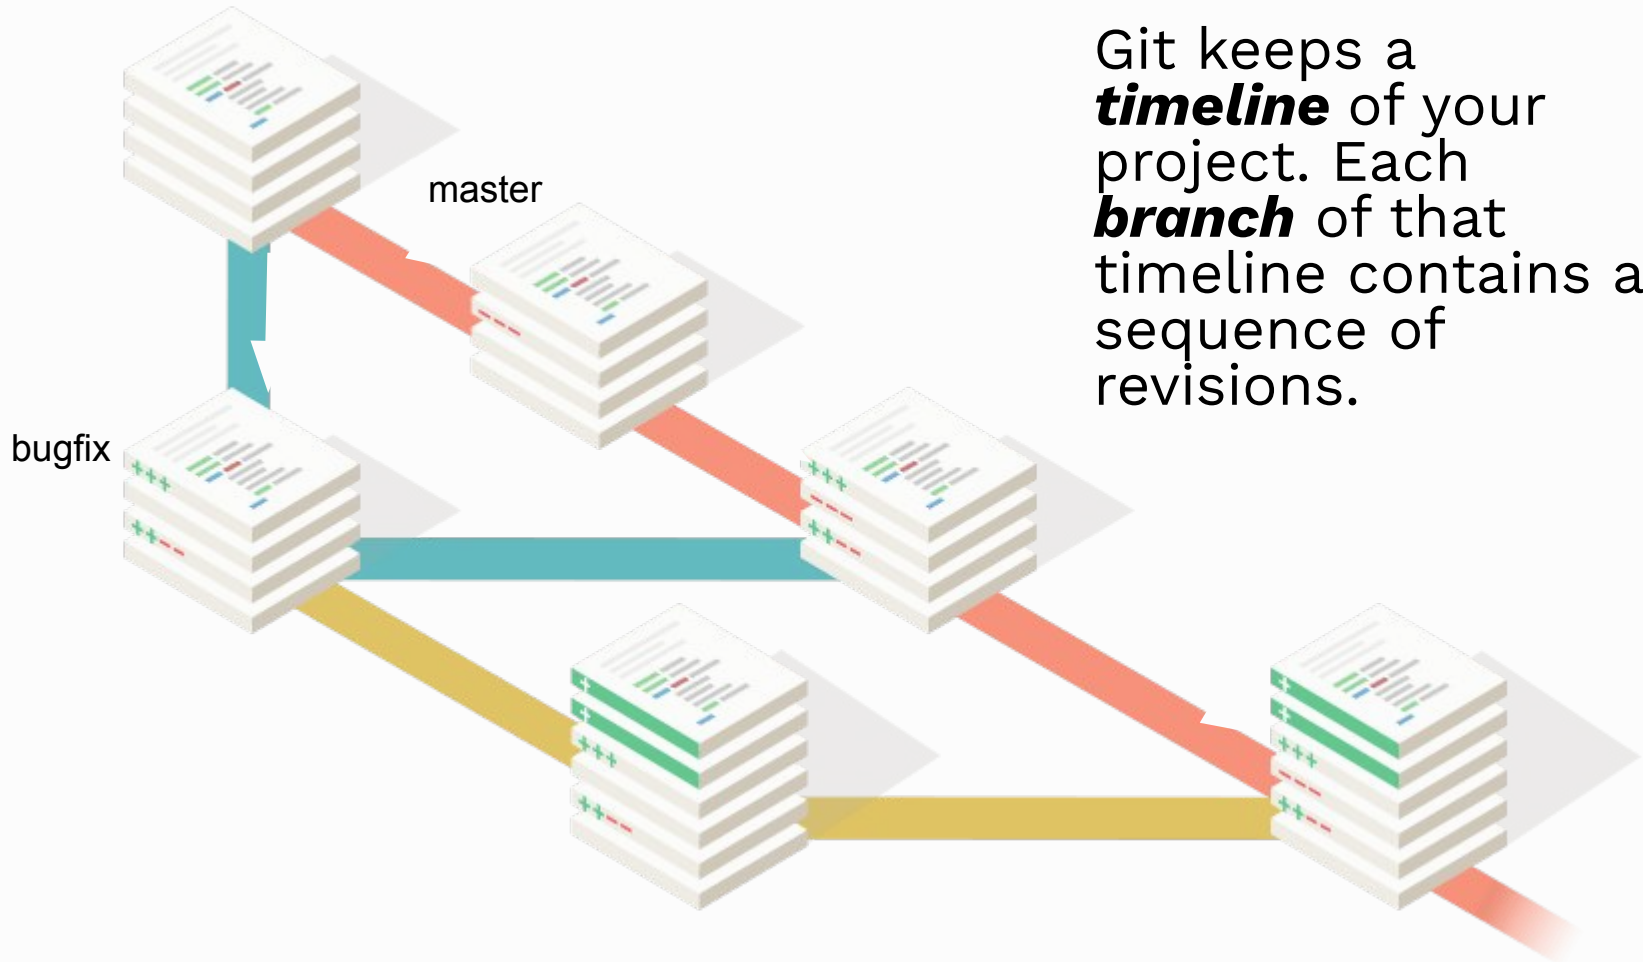 Git keeps a
timeline of your
project. Each
branch of that
timeline contains a
sequence of
revisions.
master
bugfix